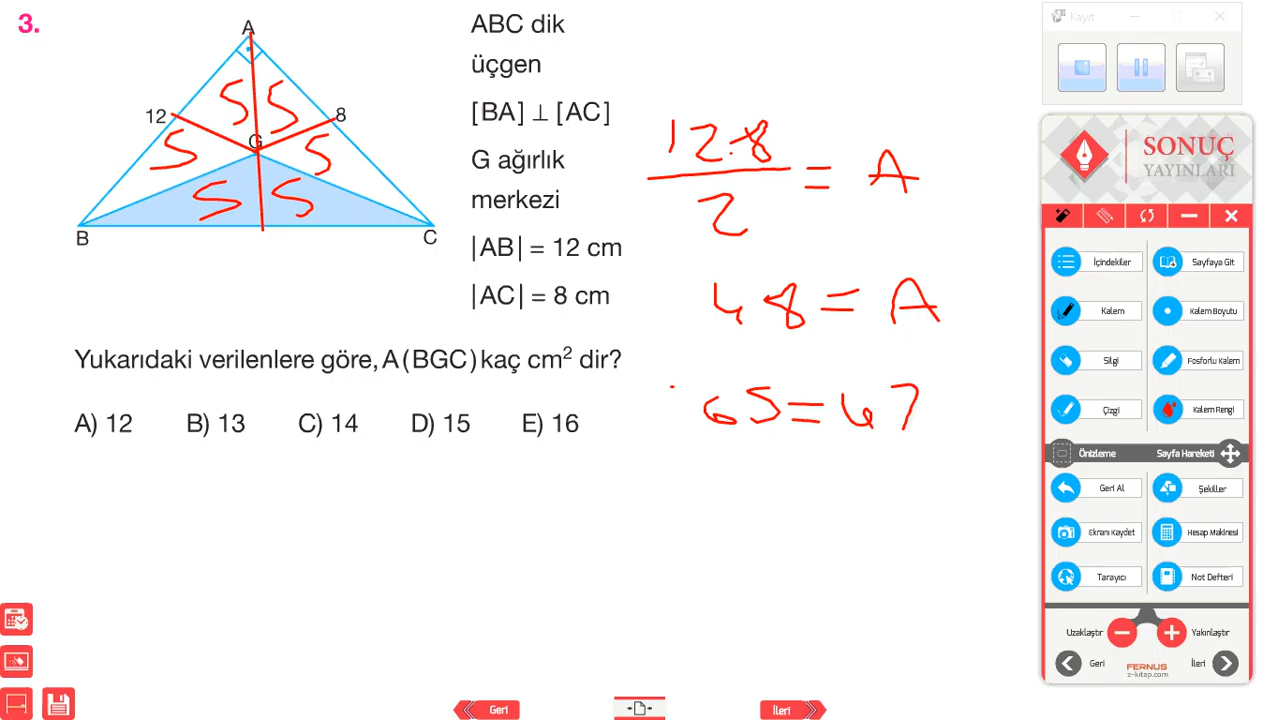 3.
A
12
8
G
B
C
S S
S S
S S
ABC dik
üçgen
[BA] ⊥ [AC]
G ağırlık
merkezi
|AB| = 12 cm
|AC| = 8 cm
12.8 / 2 = A
48 = A
6S = 47
Yukarıdaki verilenlere göre, A(BGC) kaç cm² dir?
A) 12 B) 13 C) 14 D) 15 E) 16
Kayıt
SONUÇ
YAYINLARI
İçindekiler
Sayfaya Git
Kalem
Kalem Boyutu
Silgi
Fosforlu Kalem
Çizgi
Kalem Rengi
Önizleme
Sayfa Hareketi
Geri Al
Şekiller
Ekranı Kaydet
Hesap Makinesi
Tarayıcı
Not Defteri
Uzaklaştır
Yakınlaştır
Geri
FERNUS
z-kitap.com
İleri
Geri
İleri